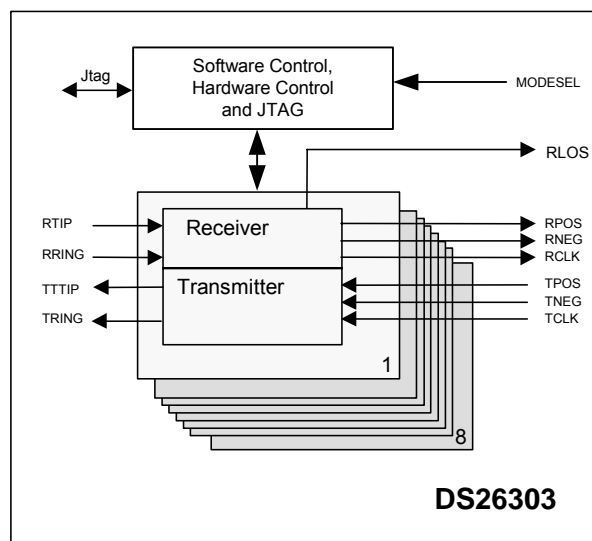 Software Control,
Hardware Control
and JTAG
Jtag
MODESEL
RLOS
RTIP
RRING
TTTIP
TRING
Receiver
Transmitter
RPOS
RNEG
RCLK
TPOS
TNEG
TCLK
1
8
DS26303